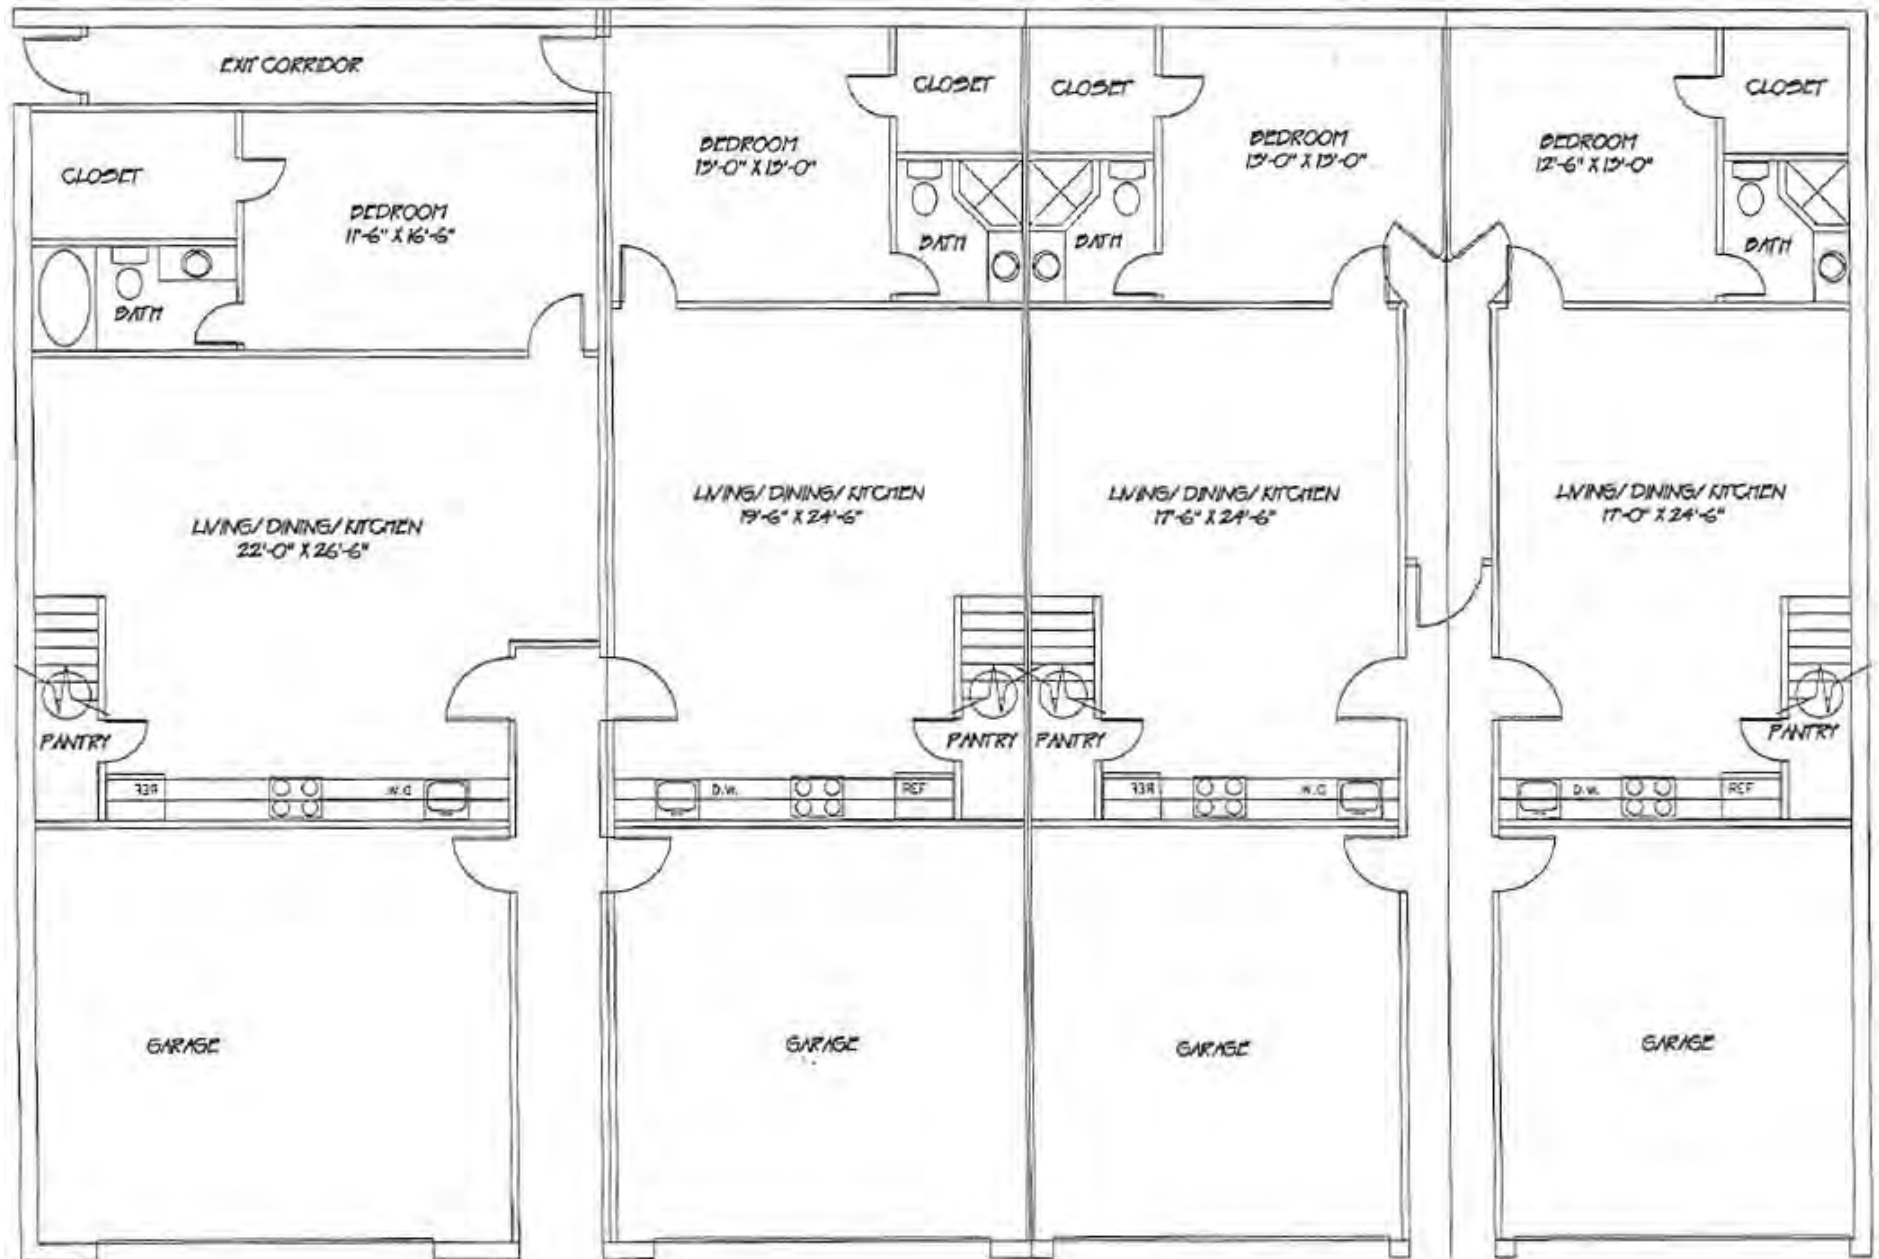 EXIT CORRIDOR
CLOSET
BEDROOM
11'-6" X 16'-6"
BATH
LIVING/ DINING/ KITCHEN
22'-0" X 26'-6"
PANTRY
REF
D.W.
GARAGE
BEDROOM
13'-0" X 13'-0"
CLOSET
BATH
LIVING/ DINING/ KITCHEN
19'-6" X 24'-6"
PANTRY
D.W.
REF
GARAGE
CLOSET
BEDROOM
13'-0" X 13'-0"
BATH
LIVING/ DINING/ KITCHEN
17'-6" X 24'-6"
PANTRY
REF
D.W.
GARAGE
BEDROOM
12'-6" X 13'-0"
CLOSET
BATH
LIVING/ DINING/ KITCHEN
17'-0" X 24'-6"
PANTRY
D.W.
REF
GARAGE